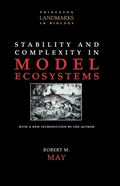 PRINCETON
LANDMARKS
IN BIOLOGY
STABILITY AND
COMPLEXITY IN
MODEL
ECOSYSTEMS
WITH A NEW INTRODUCTION BY THE AUTHOR
ROBERT M.
MAY